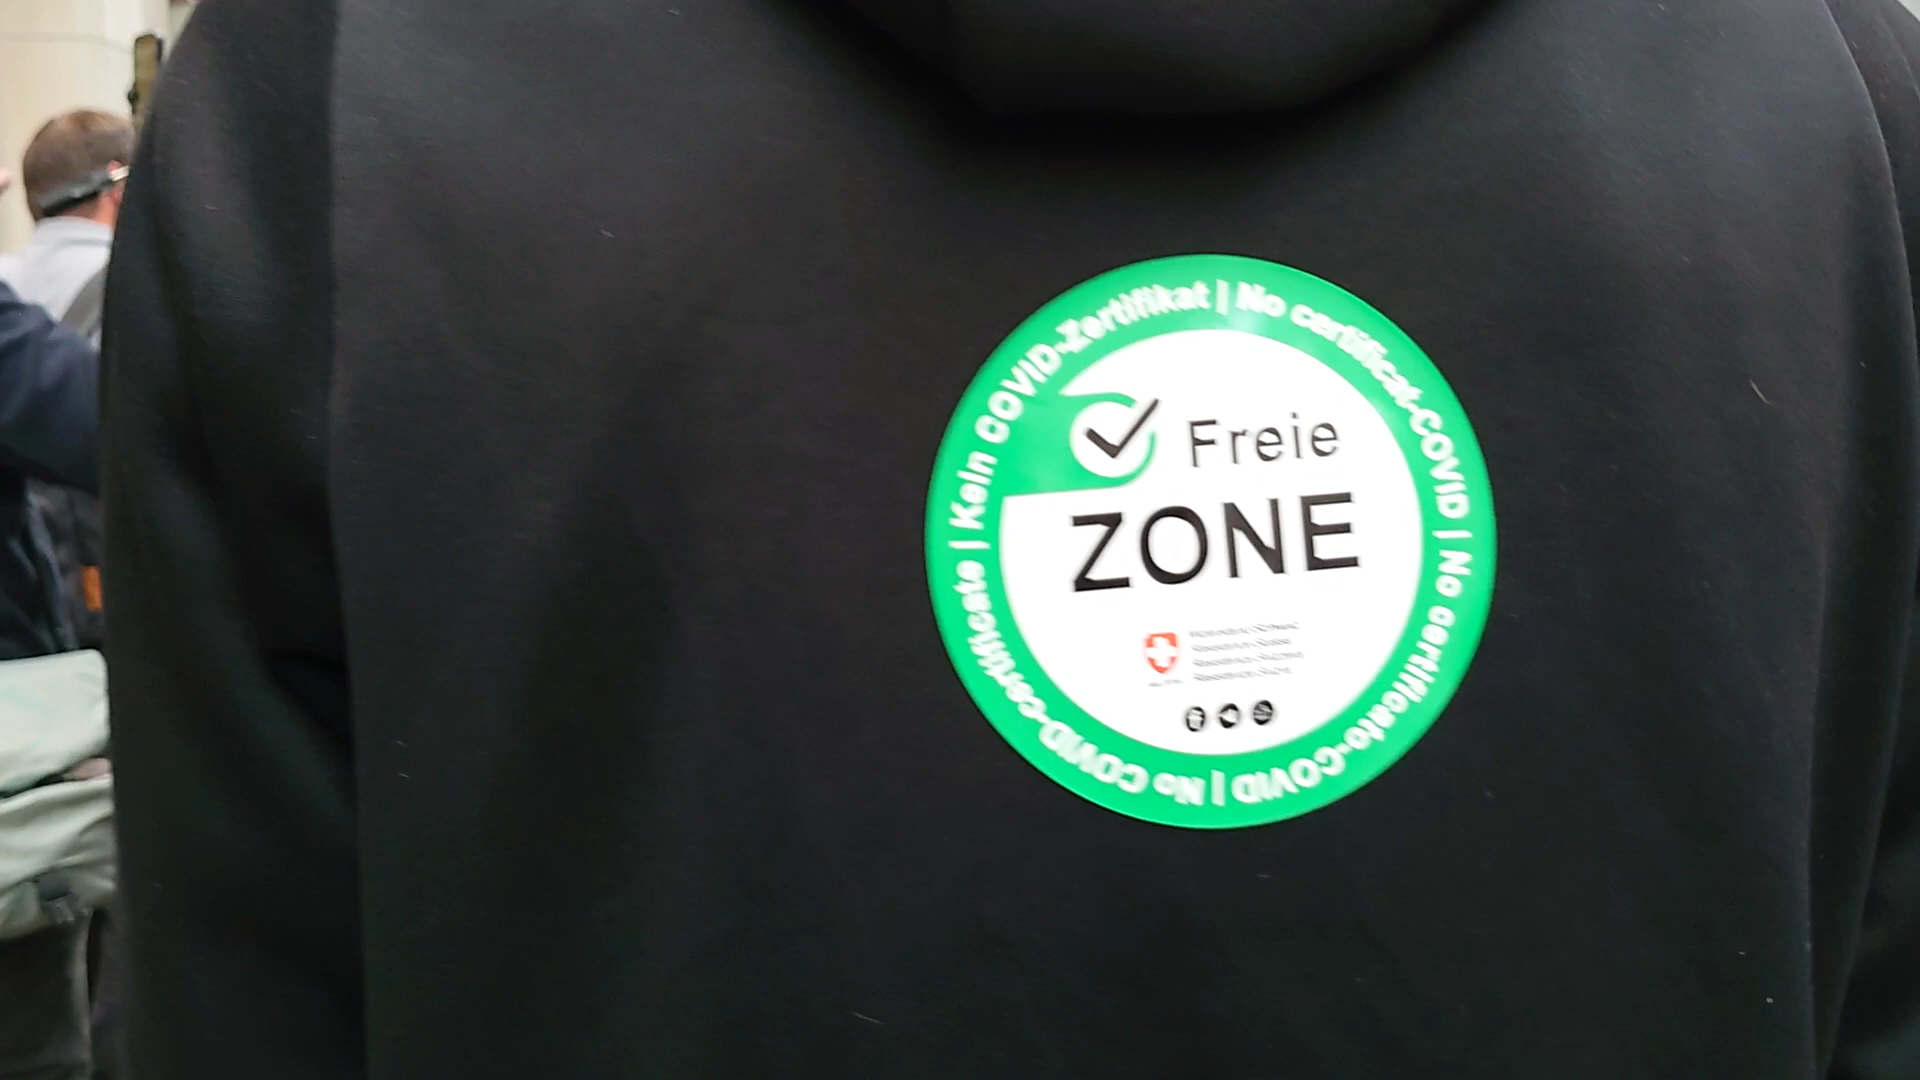 Freie
ZONE
Kein COVID-Zertifikat | No certificat-COVID | No certificato-COVID | No COVID-certificate |